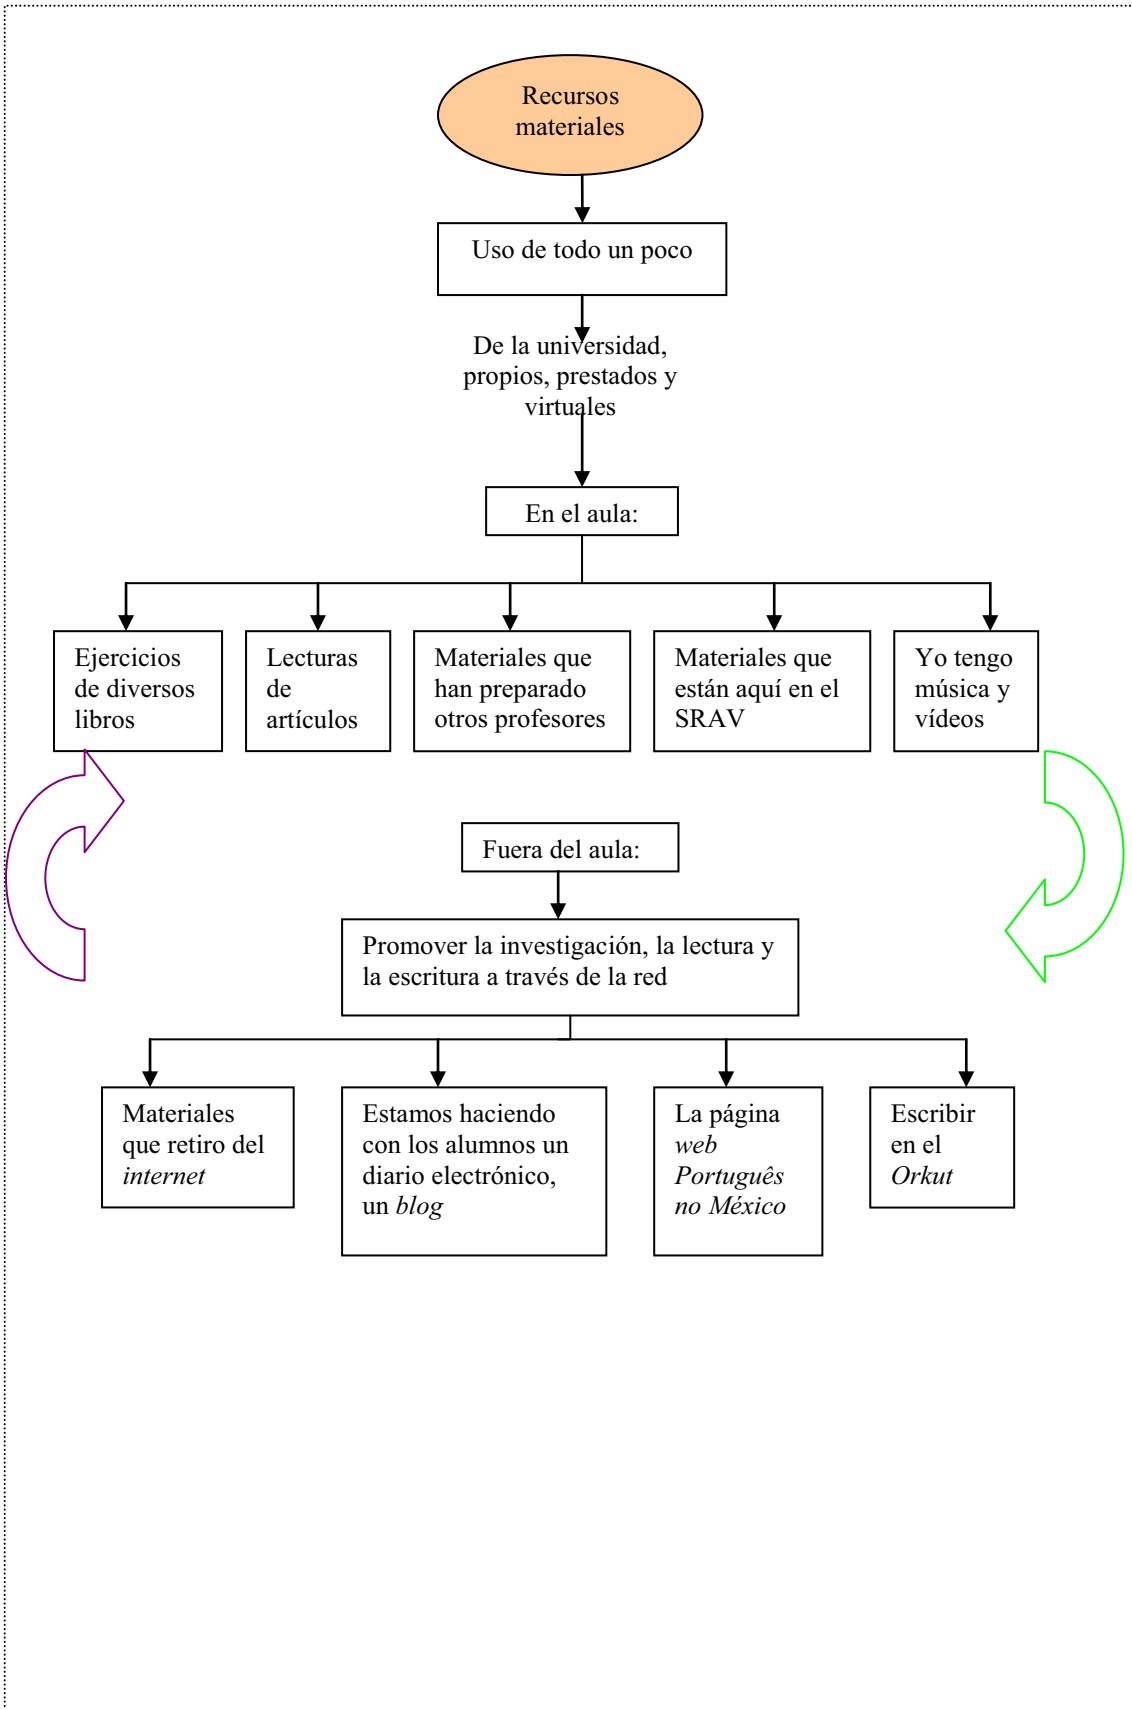 Recursos
materiales
Uso de todo un poco
De la universidad,
propios, prestados y
virtuales
En el aula:
Ejercicios
de diversos
libros
Lecturas
de
artículos
Materiales que
han preparado
otros profesores
Materiales que
están aquí en el
SRAV
Yo tengo
música y
vídeos
Fuera del aula:
Promover la investigación, la lectura y
la escritura a través de la red
Materiales
que retiro del
internet
Estamos haciendo
con los alumnos un
diario electrónico,
un blog
La página
web
Português
no México
Escribir
en el
Orkut